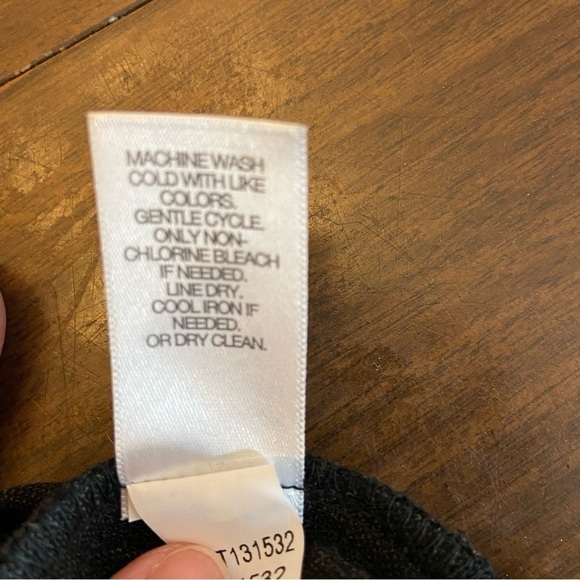 MACHINE WASH
COLD WITH LIKE
COLORS.
GENTLE CYCLE.
ONLY NON-
CHLORINE BLEACH
IF NEEDED.
LINE DRY.
COOL IRON IF
NEEDED.
OR DRY CLEAN.
T131532